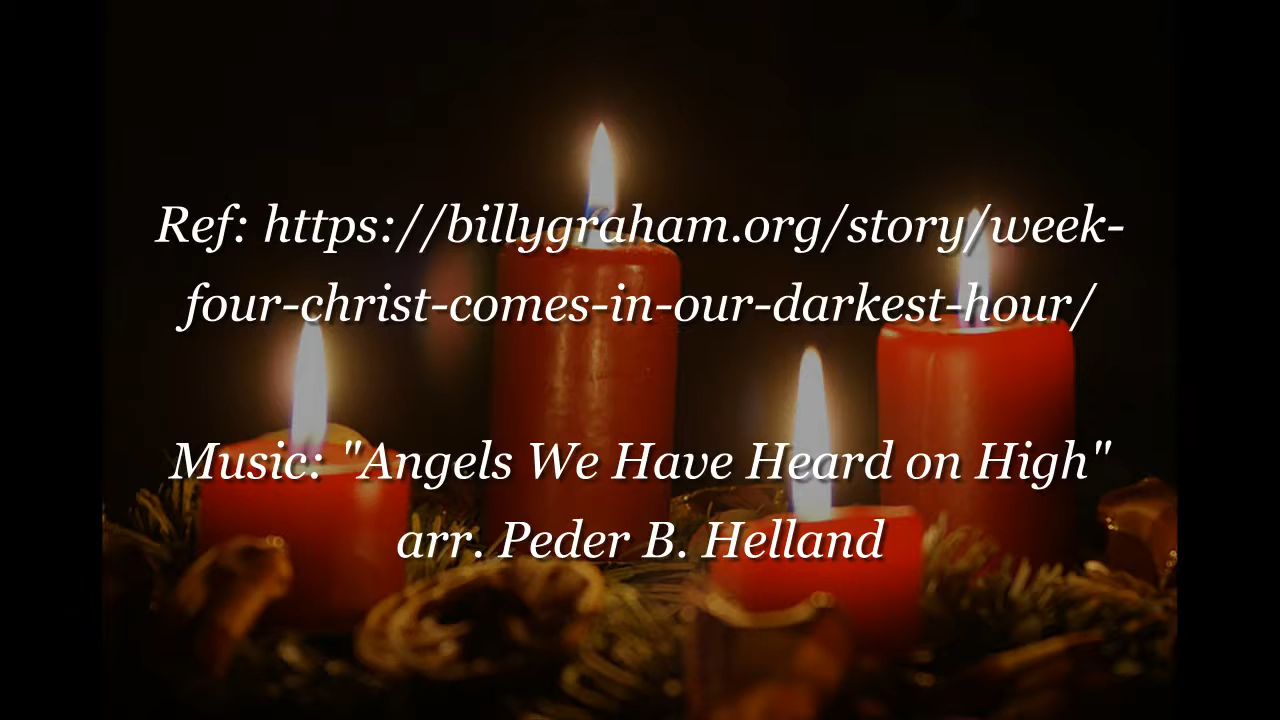 Ref: https://billygraham.org/story/week-
four-christ-comes-in-our-darkest-hour/
Music: "Angels We Have Heard on High"
arr. Peder B. Helland